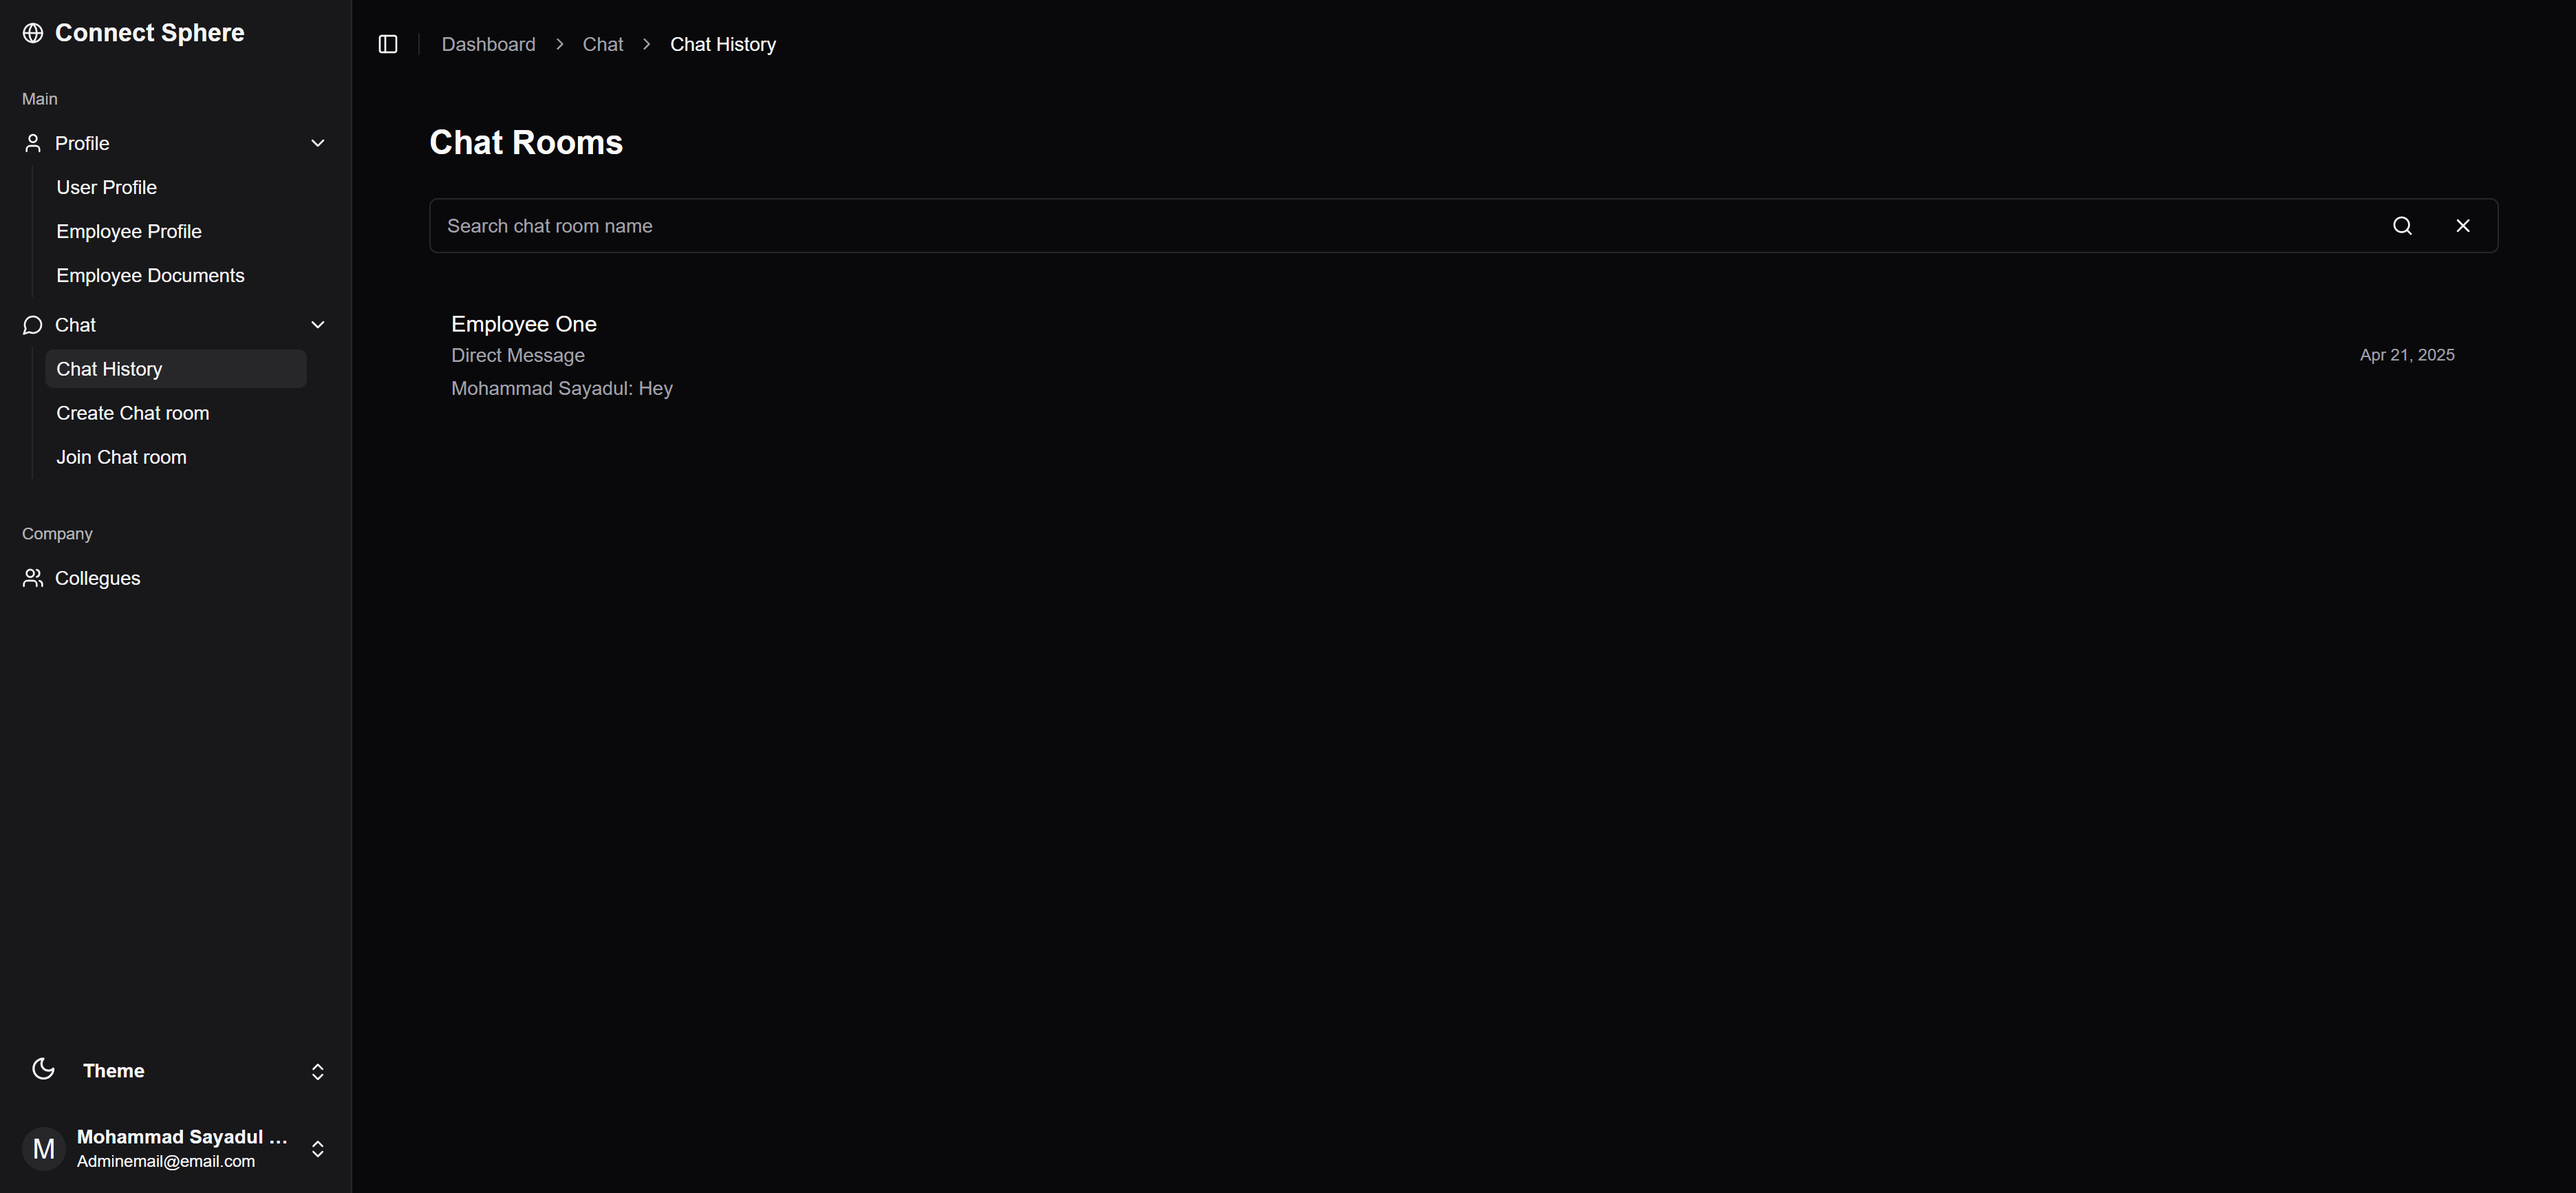 Connect Sphere
Main
Profile
User Profile
Employee Profile
Employee Documents
Chat
Chat History
Create Chat room
Join Chat room
Company
Collegues
Theme
M
Mohammad Sayadul ...
Adminemail@email.com
Dashboard > Chat > Chat History
Chat Rooms
Search chat room name
Employee One
Direct Message
Mohammad Sayadul: Hey
Apr 21, 2025